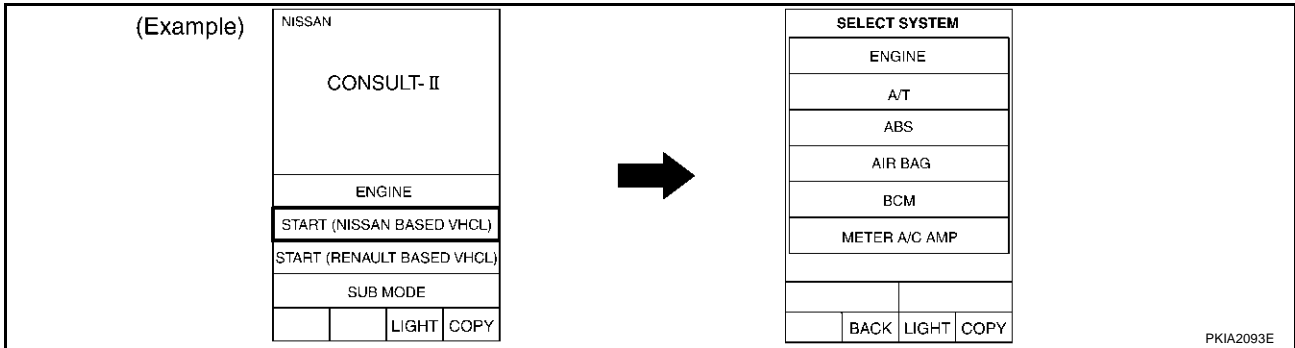 (Example)
NISSAN
CONSULT-II
ENGINE
START (NISSAN BASED VHCL)
START (RENAULT BASED VHCL)
SUB MODE
LIGHT COPY
SELECT SYSTEM
ENGINE
A/T
ABS
AIR BAG
BCM
METER A/C AMP
BACK LIGHT COPY
PKIA2093E